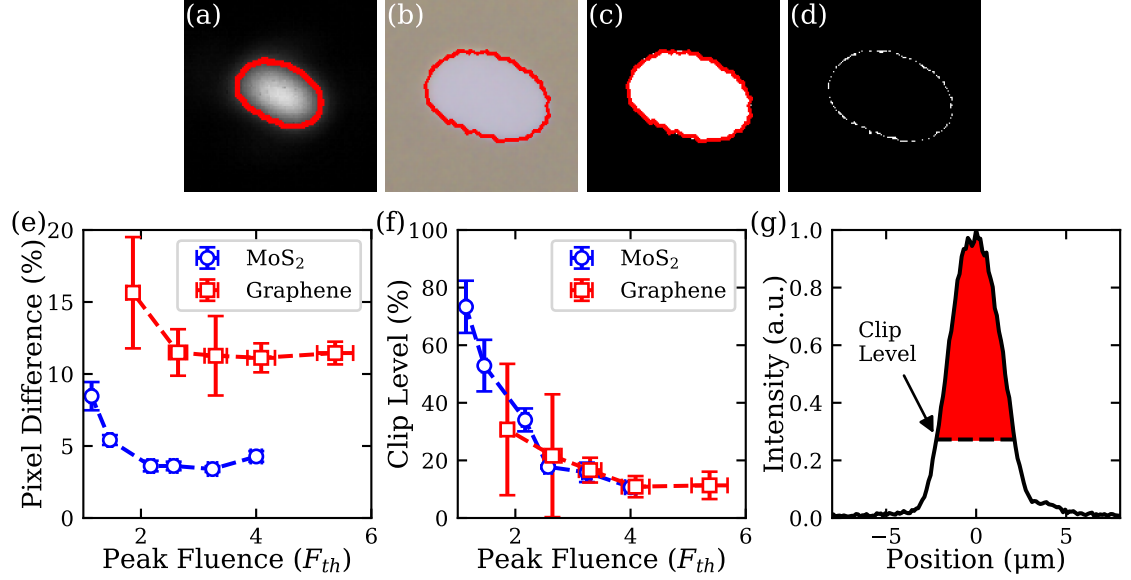 (a) (b) (c) (d)
(e) (f) (g)
20
15
10
5
0
2 4 6
Pixel Difference (%)
Peak Fluence (F_th)
MoS₂
Graphene
100
80
60
40
20
0
2 4 6
Clip Level (%)
Peak Fluence (F_th)
MoS₂
Graphene
1.0
0.8
0.6
0.4
0.2
0.0
−5 0 5
Intensity (a.u.)
Position (μm)
Clip
Level